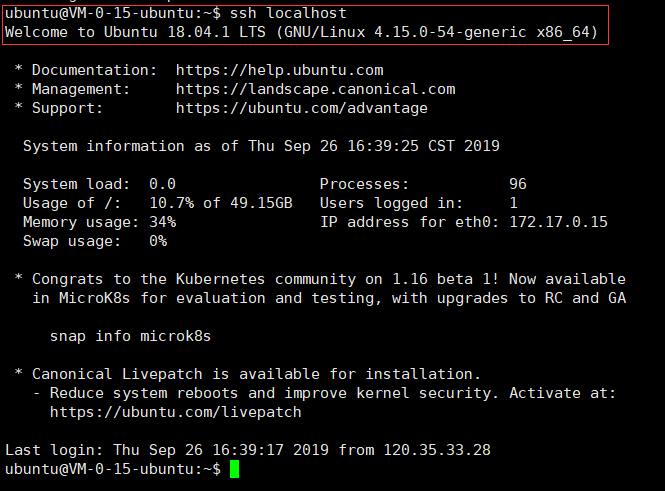 ubuntu@VM-0-15-ubuntu:~$ ssh localhost
Welcome to Ubuntu 18.04.1 LTS (GNU/Linux 4.15.0-54-generic x86_64)
* Documentation:  https://help.ubuntu.com
* Management:     https://landscape.canonical.com
* Support:        https://ubuntu.com/advantage
System information as of Thu Sep 26 16:39:25 CST 2019
System load:  0.0                Processes:           96
Usage of /:   10.7% of 49.15GB   Users logged in:     1
Memory usage: 34%                IP address for eth0: 172.17.0.15
Swap usage:   0%
* Congrats to the Kubernetes community on 1.16 beta 1! Now available
in MicroK8s for evaluation and testing, with upgrades to RC and GA
snap info microk8s
* Canonical Livepatch is available for installation.
- Reduce system reboots and improve kernel security. Activate at:
https://ubuntu.com/livepatch
Last login: Thu Sep 26 16:39:17 2019 from 120.35.33.28
ubuntu@VM-0-15-ubuntu:~$